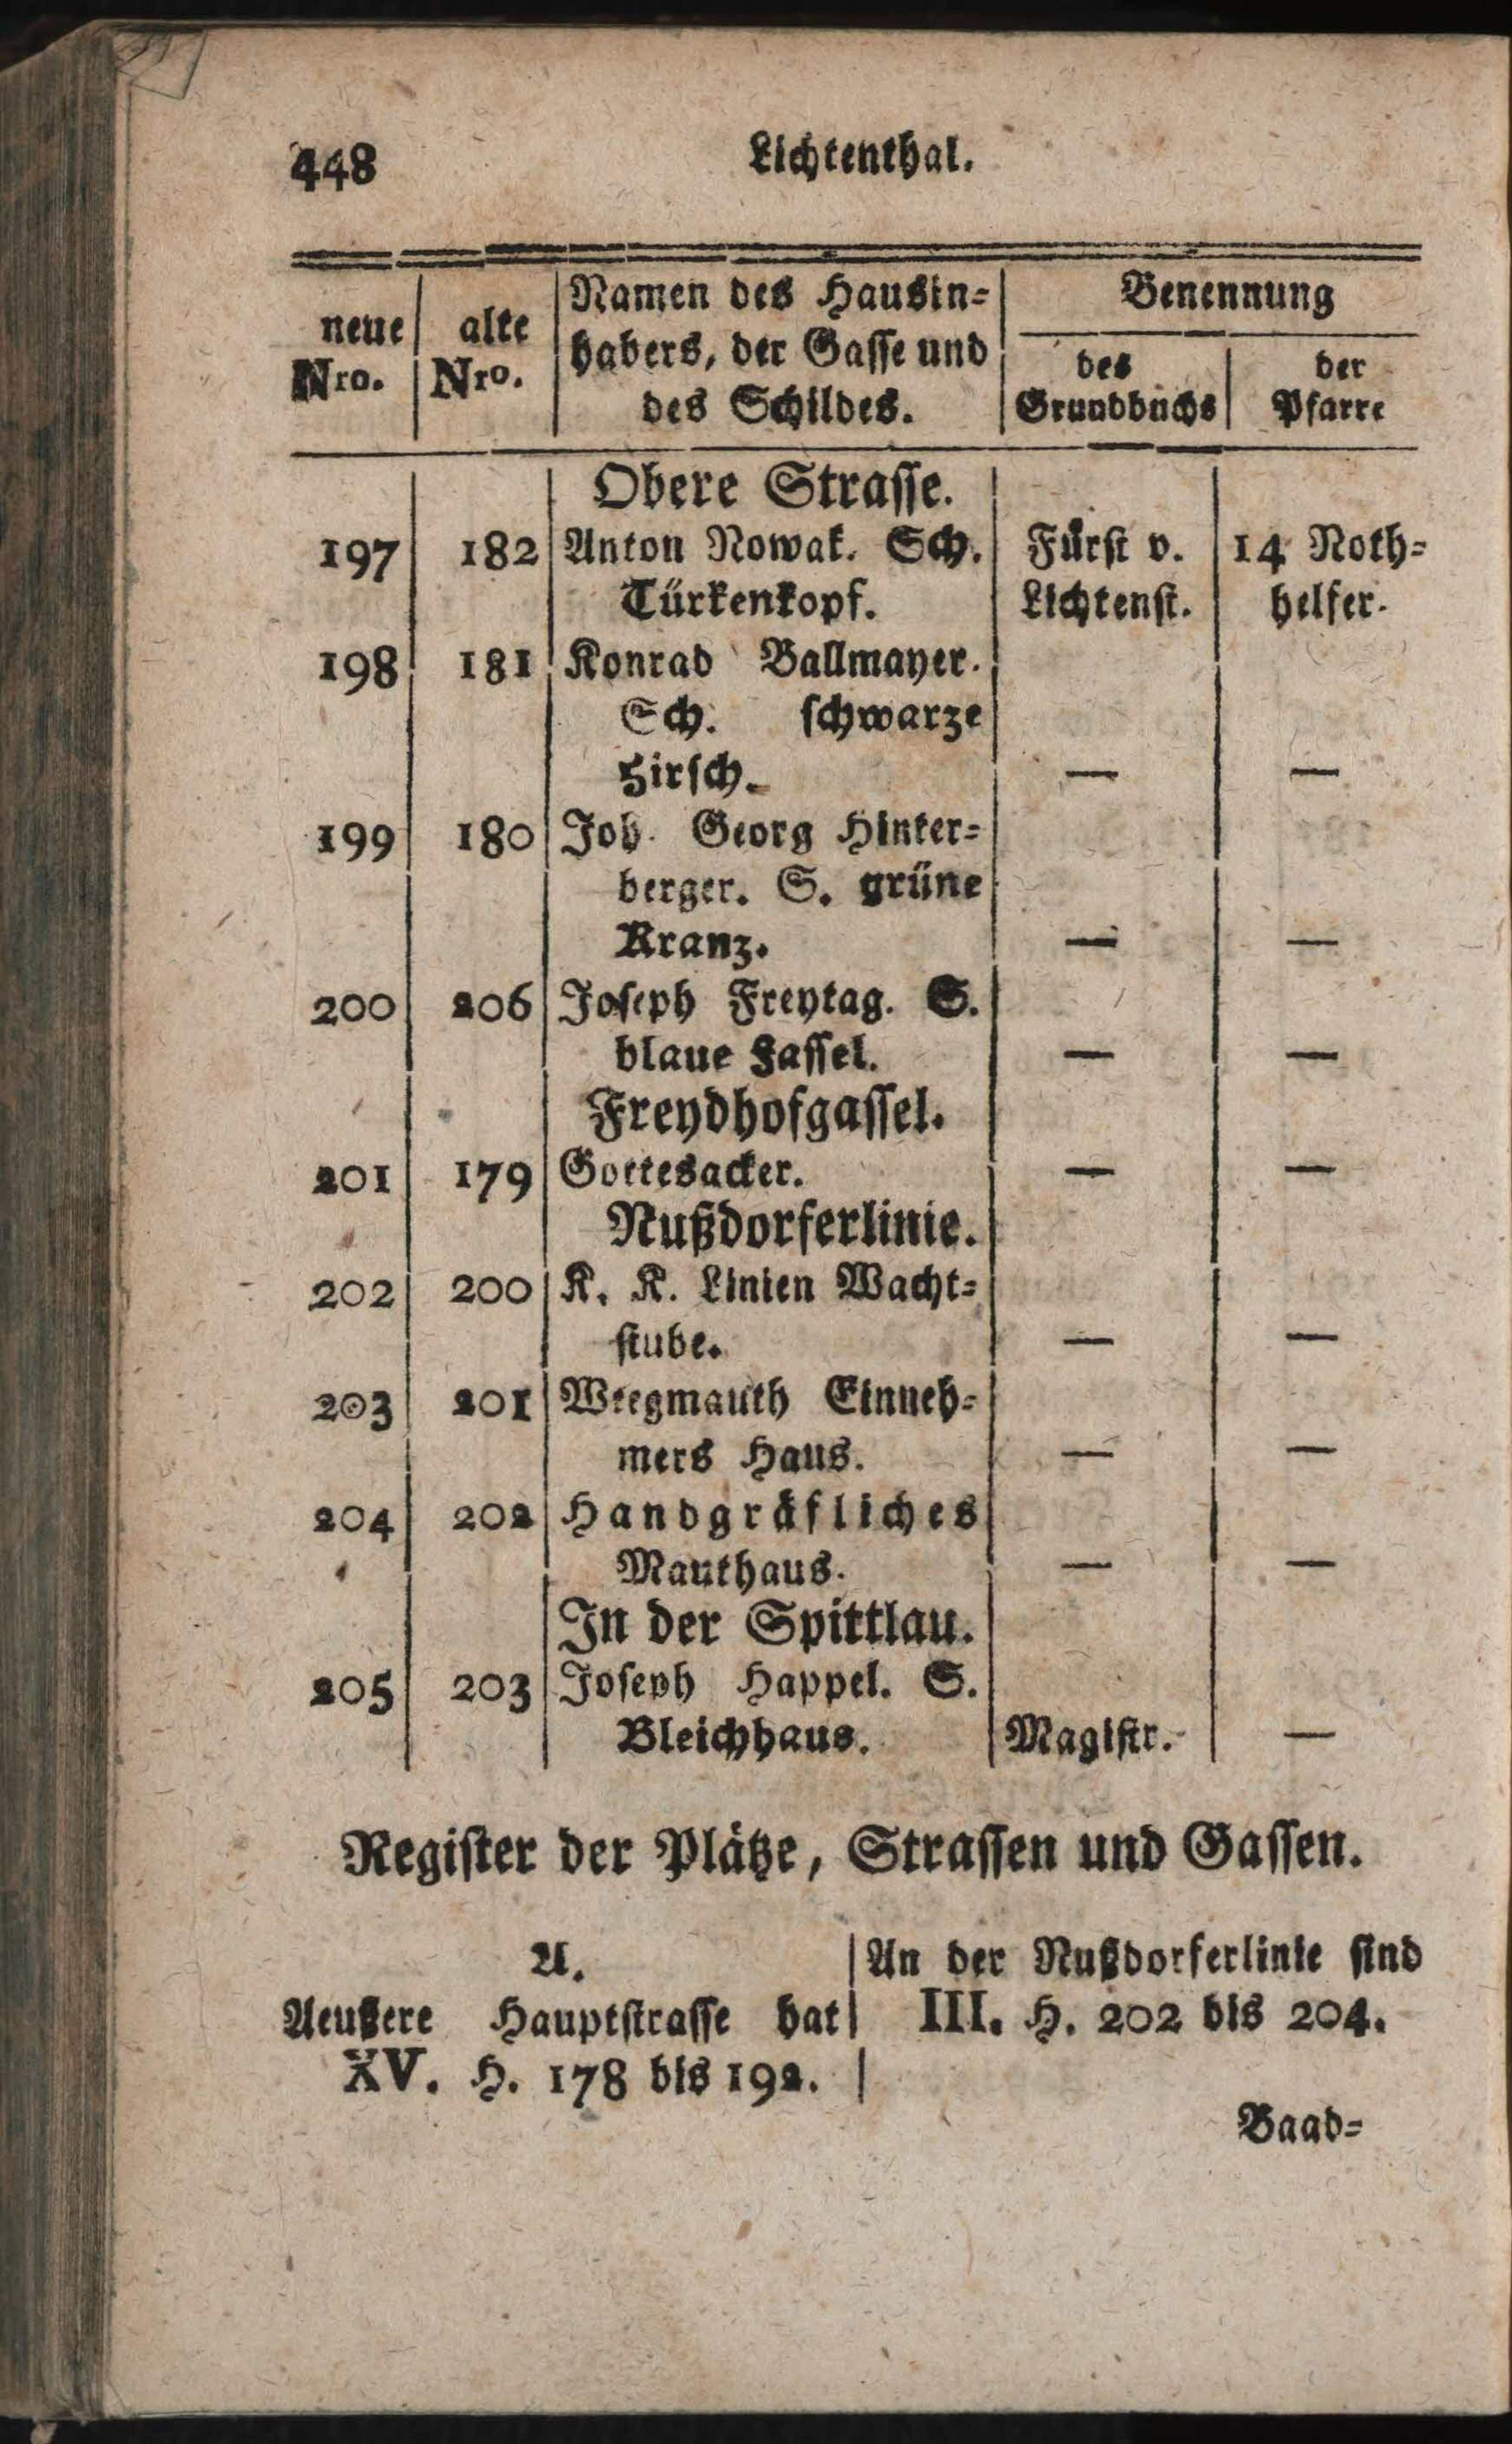 448 Lichtenthal.
neue Nro. | alte Nro. | Namen des Hausin= | Benennung
habers, der Gasse und | des | der
des Schildes. | Grundbuchs | Pfarre
Obere Strasse.
197 | 182 | Anton Nowak. Sch. | Fürst v. | 14 Noth=
Türkenkopf. | Lichtenst. | helfer.
198 | 181 | Konrad Ballmayer.
Sch. schwarze
Hirsch. | — | —
199 | 180 | Joh. Georg Hinter=
berger. S. grüne
Kranz. | — | —
200 | 206 | Joseph Freytag. S.
blaue Fassel. | — | —
Freydhofgassel.
201 | 179 | Gottesacker. | — | —
Nußdorferlinie.
202 | 200 | K. K. Linien Wacht=
stube. | — | —
203 | 201 | Weegmauth Einneh=
mers Haus. | — | —
204 | 202 | Handgräfliches
Mauthaus. | — | —
In der Spittlau.
205 | 203 | Joseph Happel. S.
Bleichhaus. | Magistr. | —
Register der Plätze, Strassen und Gassen.
A.
Aeußere Hauptstrasse hat
XV. H. 178 bis 192.
An der Nußdorferlinie sind
III. H. 202 bis 204.
Baad=